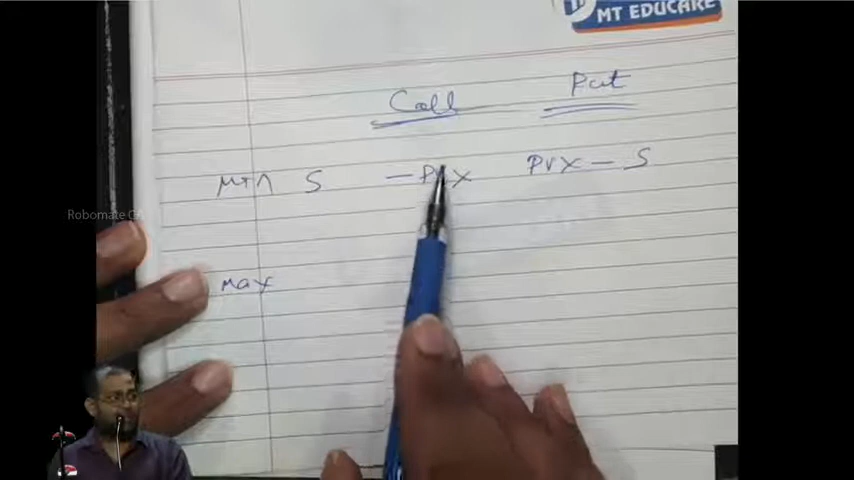 MT EDUCARE
Call Put
MIN S - PVX PVX - S
Robomate
Max